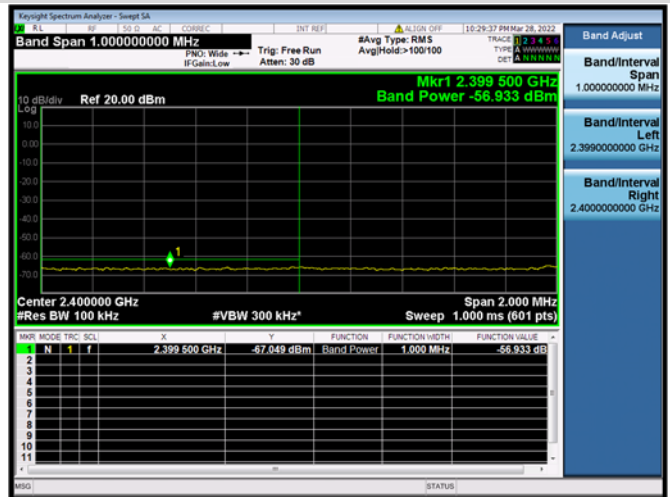 Keysight Spectrum Analyzer - Swept SA
RL RF 50 Ω AC CORREC INT REF ALIGN OFF 10:29:37 PM Mar 28, 2022
Band Span 1.000000000 MHz
PNO: Wide
IFGain:Low
Trig: Free Run
Atten: 30 dB
#Avg Type: RMS
Avg|Hold:>100/100
TRACE 1 2 3 4 5 6
TYPE A WWWWW
DET A N N N N N
Mkr1 2.399 500 GHz
Band Power -56.933 dBm
10 dB/div Ref 20.00 dBm
Log
10.0
0.00
-10.0
-20.0
-30.0
-40.0
-50.0
-60.0
-70.0
1
Center 2.400000 GHz Span 2.000 MHz
#Res BW 100 kHz #VBW 300 kHz* Sweep 1.000 ms (601 pts)
MKR MODE TRC SCL X Y FUNCTION FUNCTION WIDTH FUNCTION VALUE
1 N 1 f 2.399 500 GHz -67.049 dBm Band Power 1.000 MHz -56.933 dB
2
3
4
5
6
7
8
9
10
11
MSG STATUS
Band Adjust
Band/Interval
Span
1.000000000 MHz
Band/Interval
Left
2.3990000000 GHz
Band/Interval
Right
2.4000000000 GHz